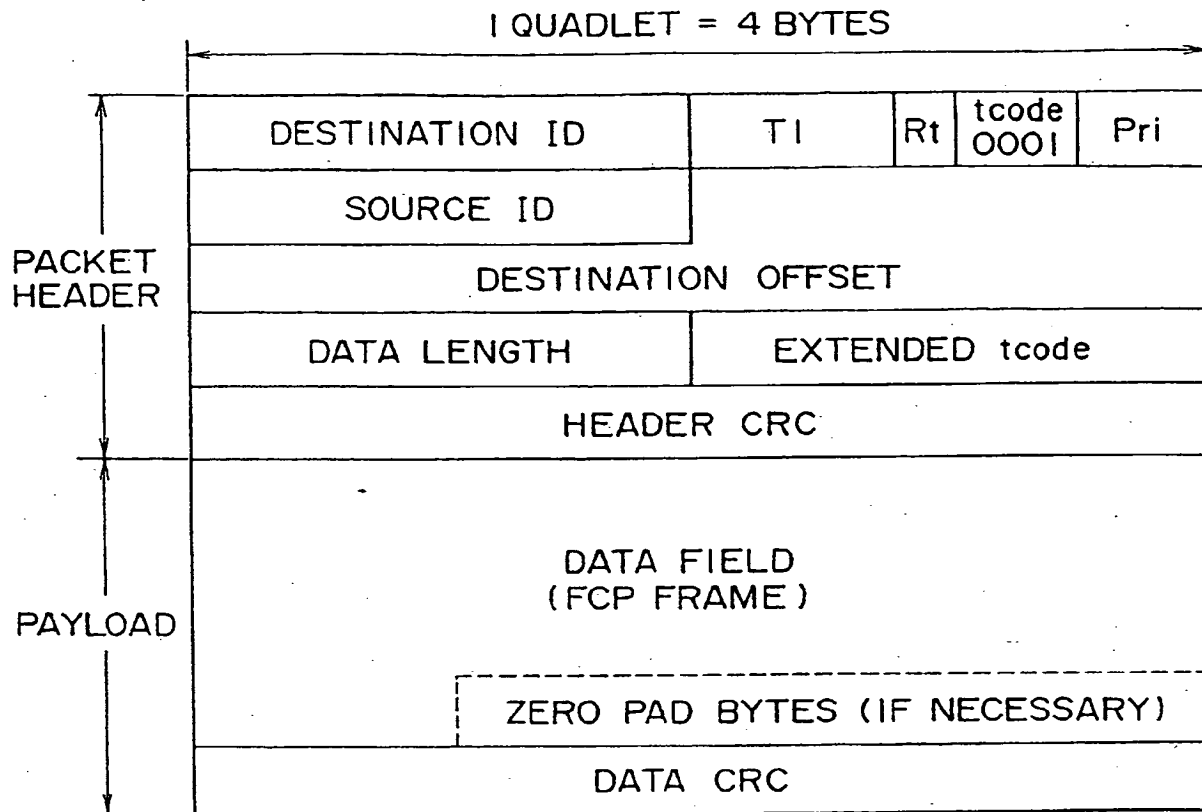 1 QUADLET = 4 BYTES
DESTINATION ID
T1
Rt
tcode
0001
Pri
SOURCE ID
PACKET
HEADER
DESTINATION OFFSET
DATA LENGTH
EXTENDED tcode
HEADER CRC
DATA FIELD
(FCP FRAME)
PAYLOAD
ZERO PAD BYTES (IF NECESSARY)
DATA CRC